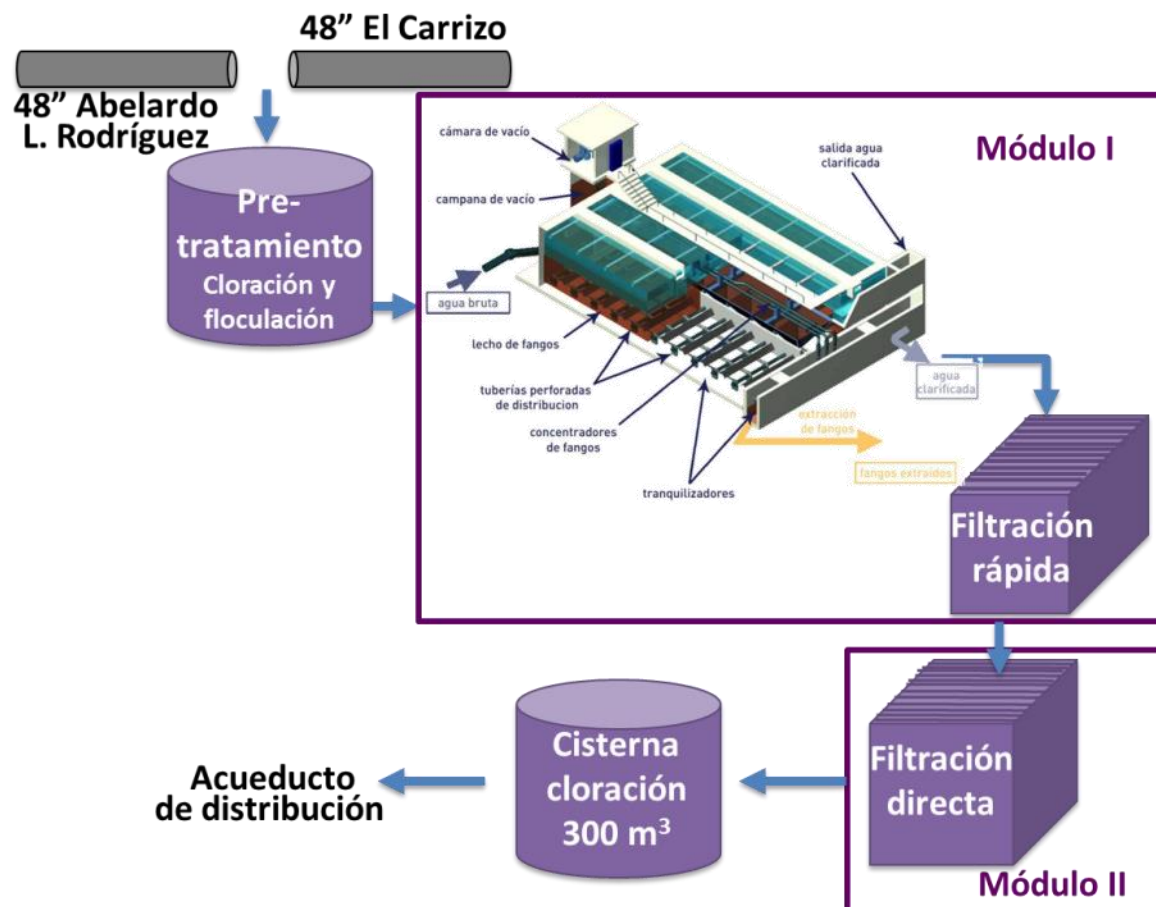 48” El Carrizo
48” Abelardo
L. Rodríguez
Pre-
tratamiento
Cloración y
floculación
Módulo I
cámara de vacío
campana de vacío
salida agua
clarificada
agua bruta
lecho de fangos
tuberías perforadas
de distribucion
concentradores
de fangos
tranquilizadores
extracción
de fangos
fangos extraídos
agua
clarificada
Filtración
rápida
Filtración
directa
Módulo II
Cisterna
cloración
300 m³
Acueducto
de distribución